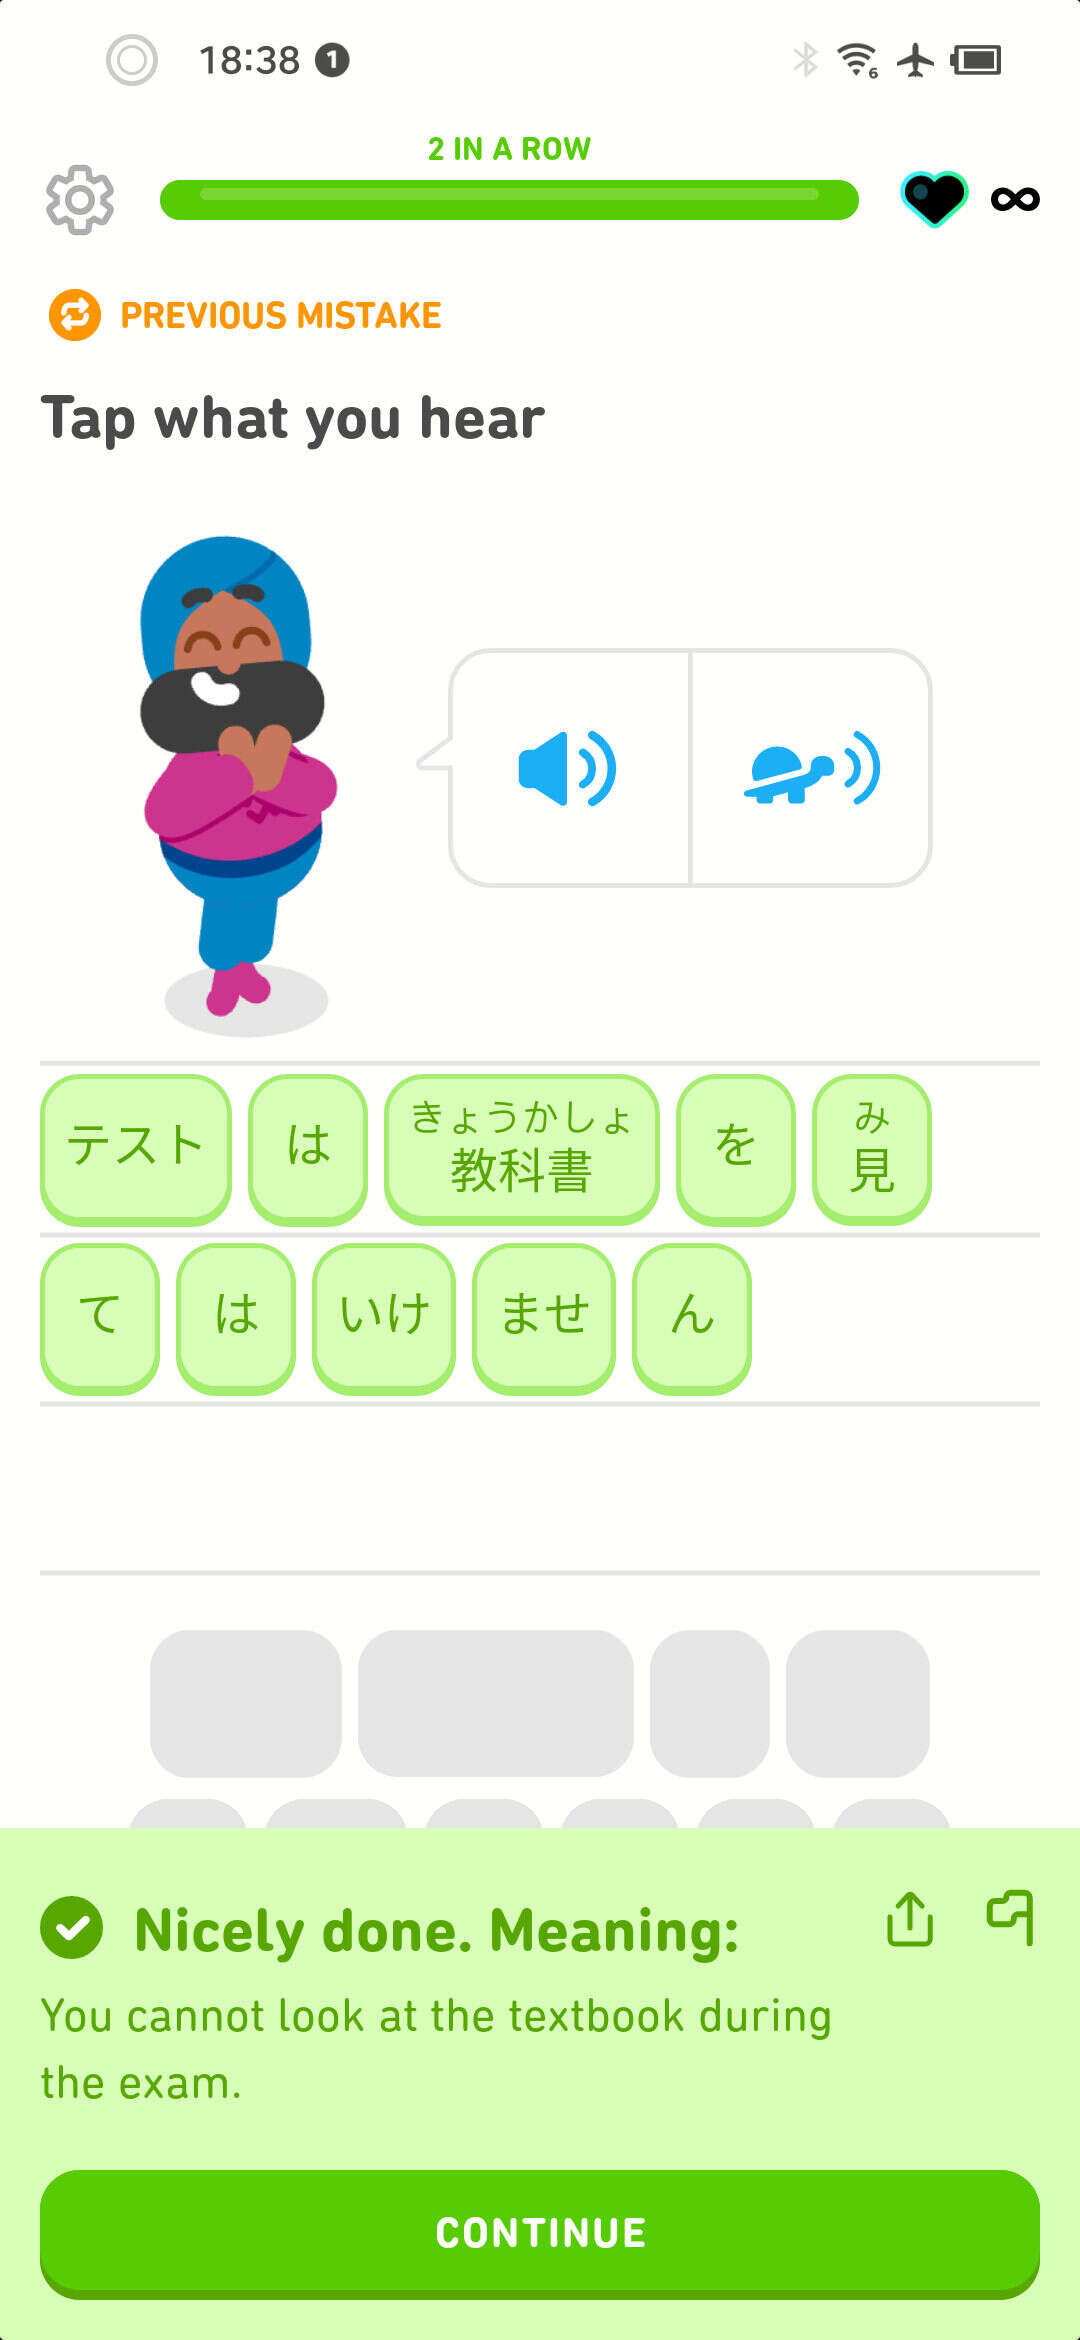 18:38 1
6
2 IN A ROW
PREVIOUS MISTAKE
Tap what you hear
きょうかしょ み
テスト は 教科書 を 見
て は いけ ませ ん
Nicely done. Meaning:
You cannot look at the textbook during
the exam.
CONTINUE